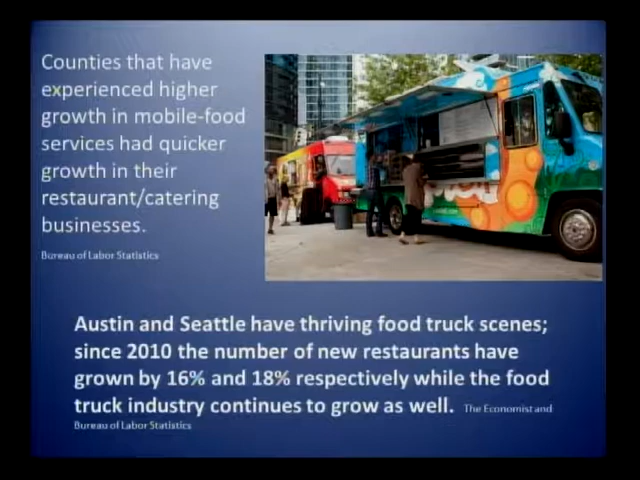 Counties that have
experienced higher
growth in mobile-food
services had quicker
growth in their
restaurant/catering
businesses.
Bureau of Labor Statistics
Austin and Seattle have thriving food truck scenes;
since 2010 the number of new restaurants have
grown by 16% and 18% respectively while the food
truck industry continues to grow as well. The Economist and
Bureau of Labor Statistics